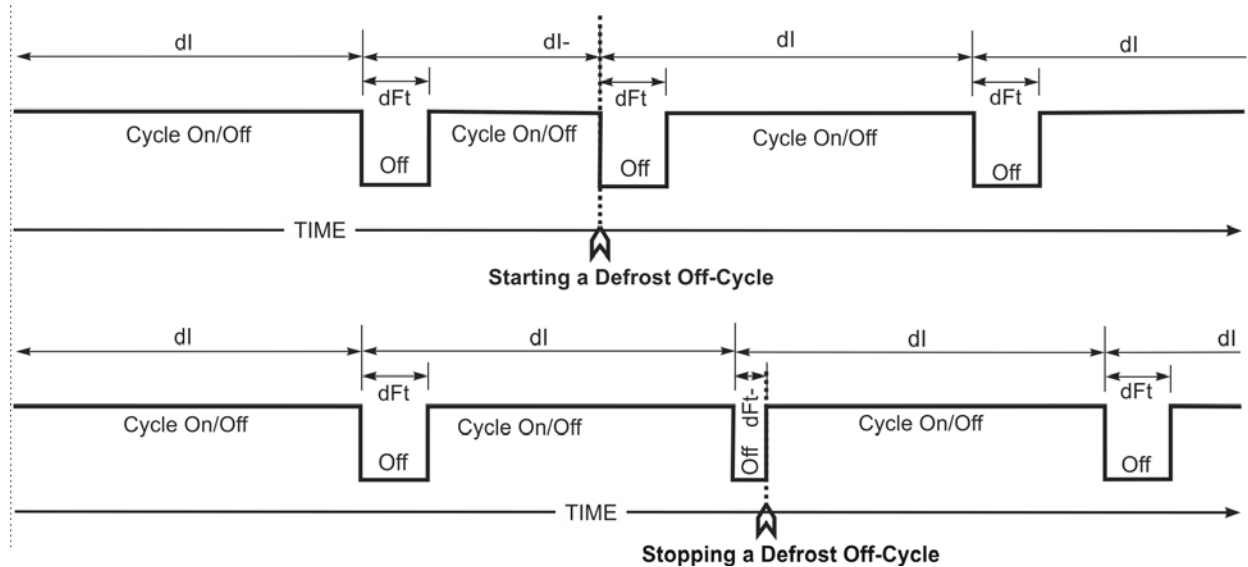 dI dI- dI dI
dFt dFt dFt
Cycle On/Off Cycle On/Off Cycle On/Off
Off Off Off
TIME
Starting a Defrost Off-Cycle
dI dI dI dI
dFt dFt- dFt
Cycle On/Off Cycle On/Off Cycle On/Off
Off Off Off
TIME
Stopping a Defrost Off-Cycle